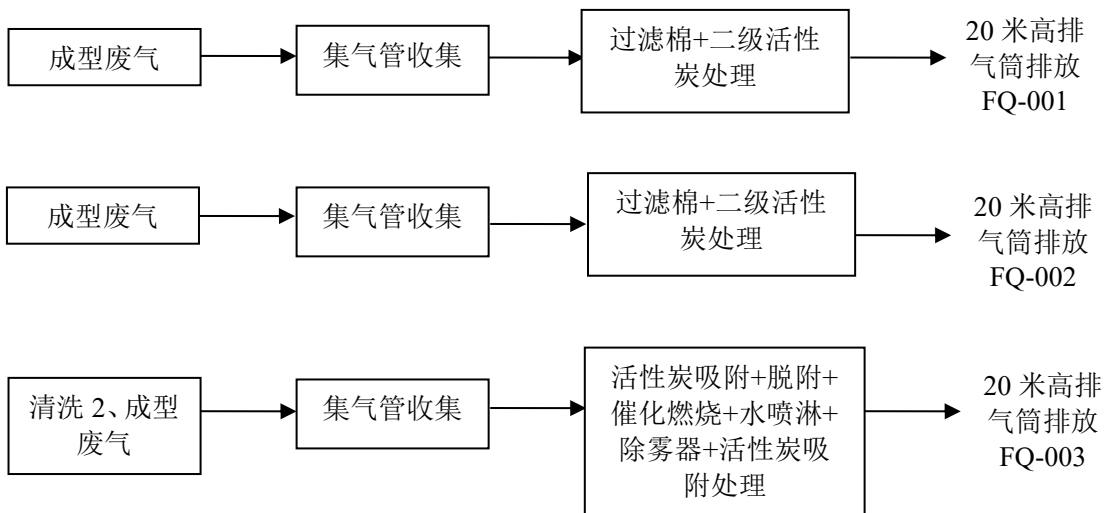 成型废气
集气管收集
过滤棉+二级活性
炭处理
20 米高排
气筒排放
FQ-001
成型废气
集气管收集
过滤棉+二级活性
炭处理
20 米高排
气筒排放
FQ-002
清洗 2、成型
废气
集气管收集
活性炭吸附+脱附+
催化燃烧+水喷淋+
除雾器+活性炭吸
附处理
20 米高排
气筒排放
FQ-003